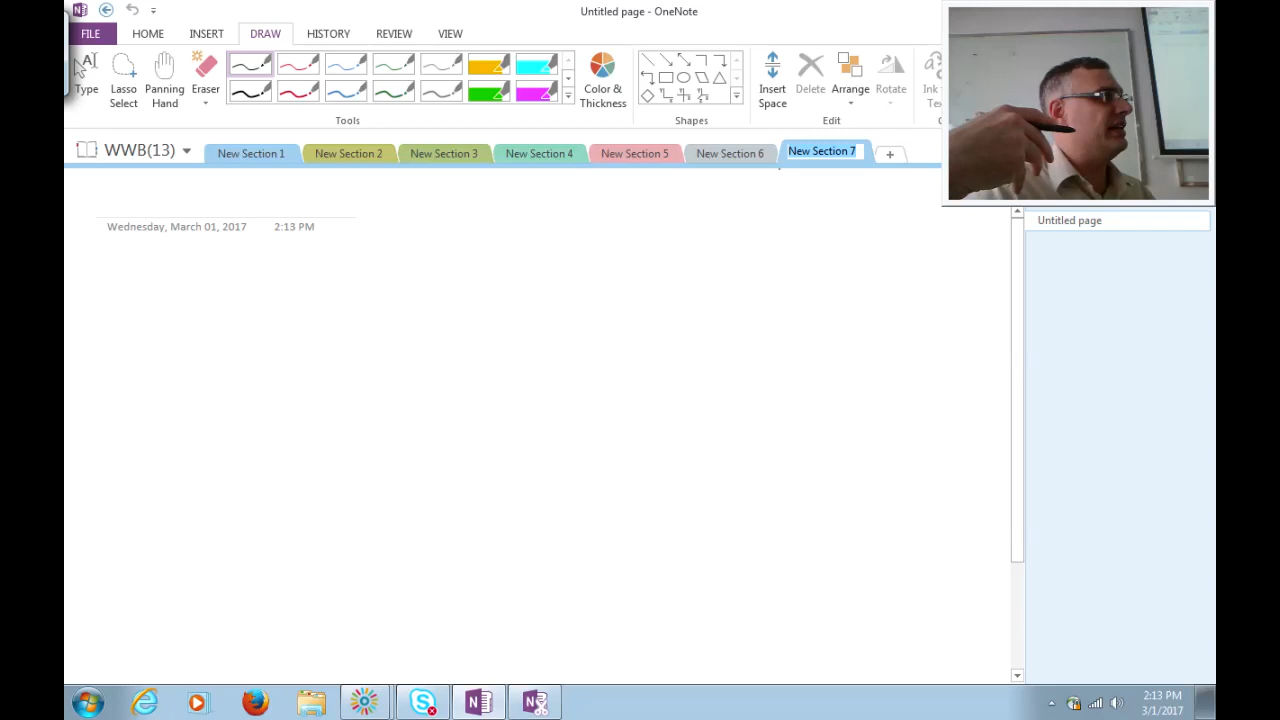 Untitled page - OneNote
FILE HOME INSERT DRAW HISTORY REVIEW VIEW
Type
Lasso Select
Panning Hand
Eraser
Color & Thickness
Insert Space
Delete
Arrange
Rotate
Ink to
Tools
Shapes
Edit
WWB(13)
New Section 1
New Section 2
New Section 3
New Section 4
New Section 5
New Section 6
New Section 7
Untitled page
Wednesday, March 01, 2017 2:13 PM
2:13 PM
3/1/2017